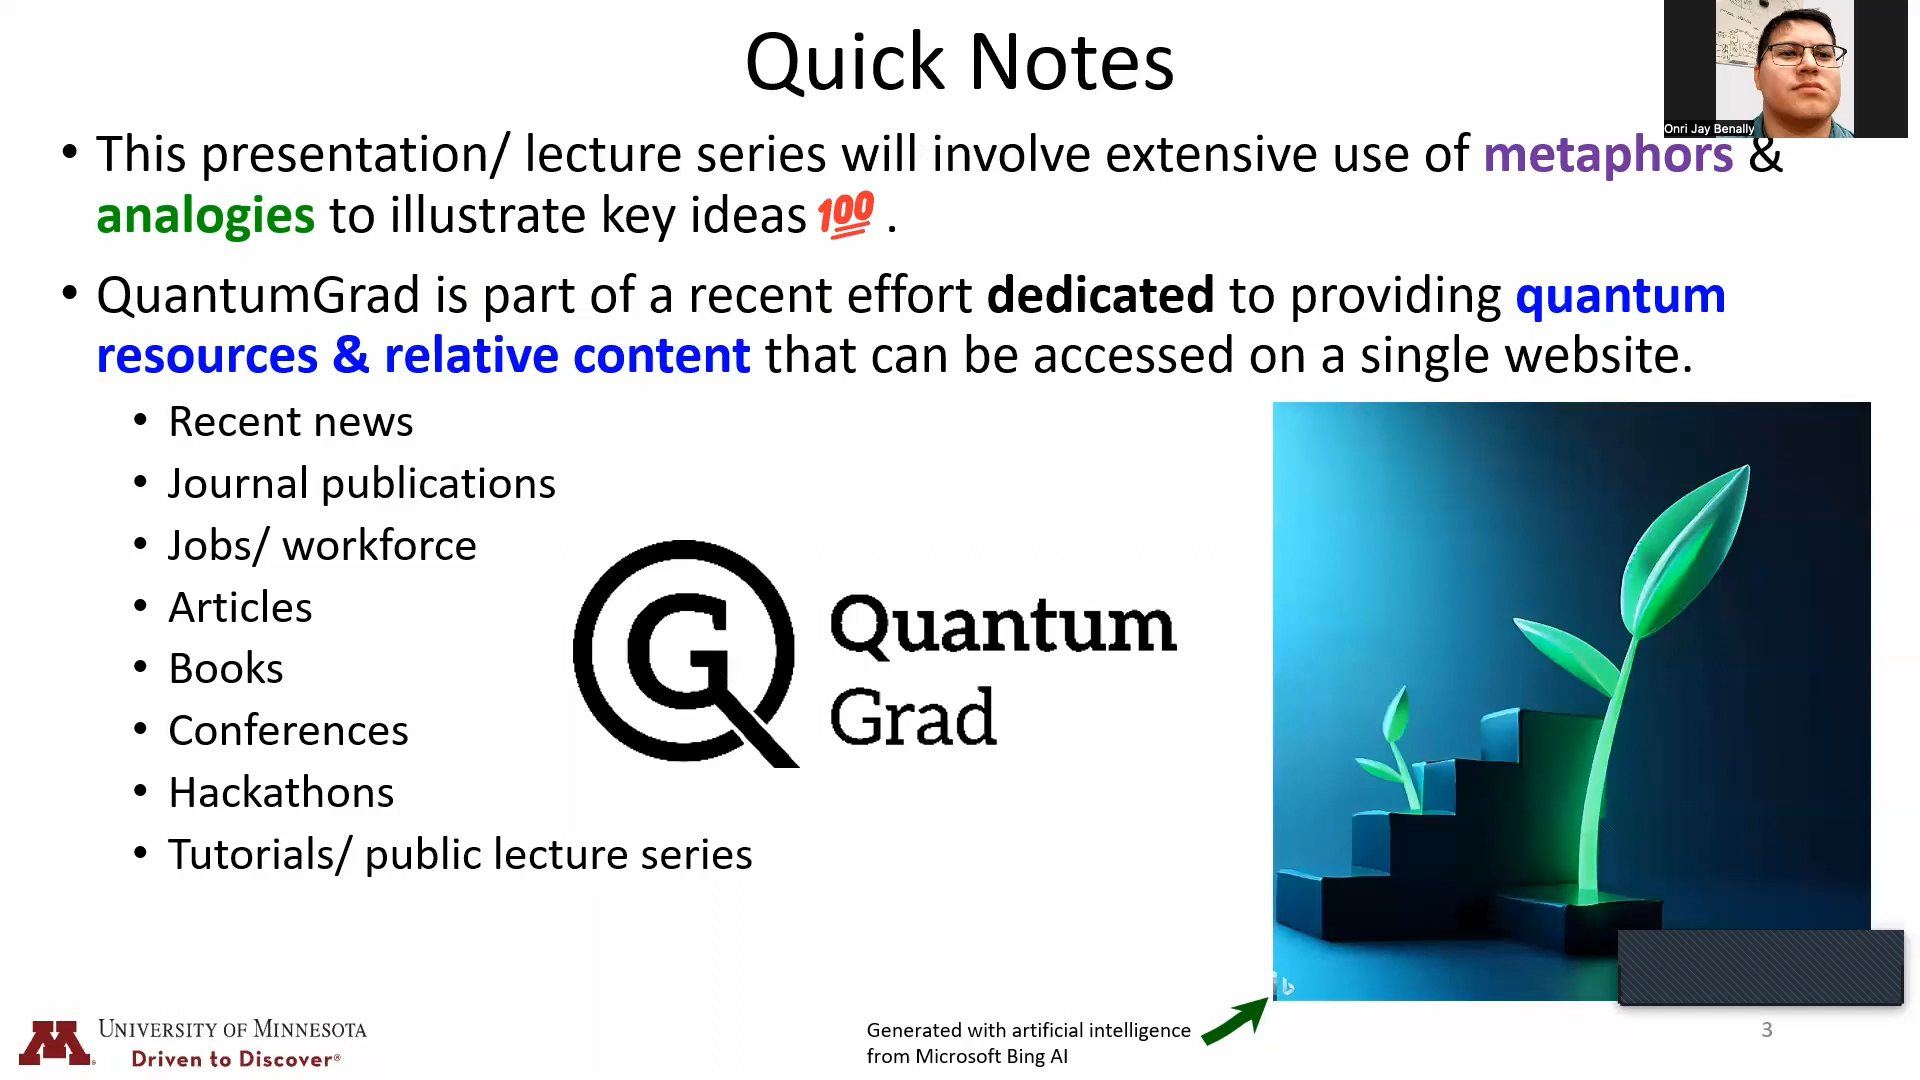 Quick Notes
Onri Jay Benally
• This presentation/ lecture series will involve extensive use of metaphors &
analogies to illustrate key ideas 💯 .
• QuantumGrad is part of a recent effort dedicated to providing quantum
resources & relative content that can be accessed on a single website.
• Recent news
• Journal publications
• Jobs/ workforce
• Articles
• Books
• Conferences
• Hackathons
• Tutorials/ public lecture series
Quantum
Grad
University of Minnesota
Driven to Discover®
Generated with artificial intelligence
from Microsoft Bing AI
3